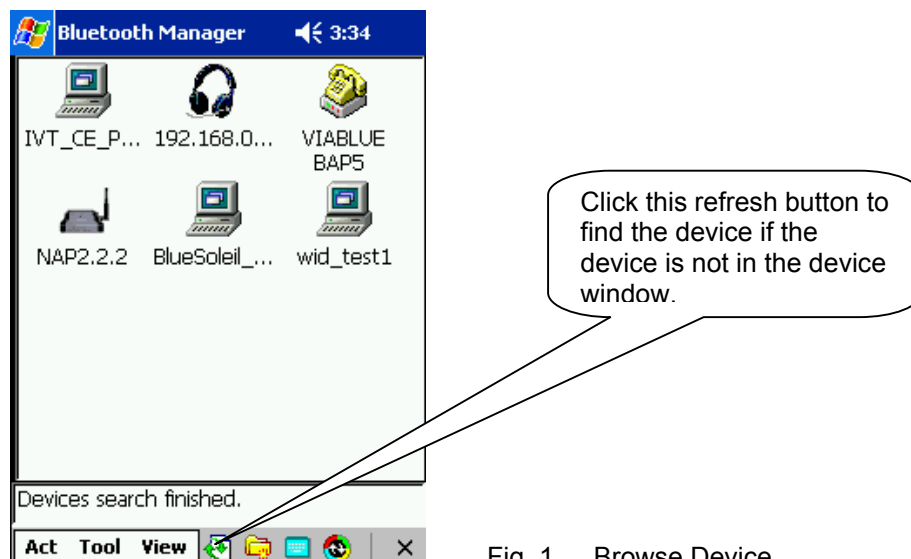 Bluetooth Manager 3:34
IVT_CE_P... 192.168.0... VIABLUE
BAP5
NAP2.2.2 BlueSoleil_... wid_test1
Click this refresh button to
find the device if the
device is not in the device
window.
Devices search finished.
Act Tool View
Fig. 1 Browse Device